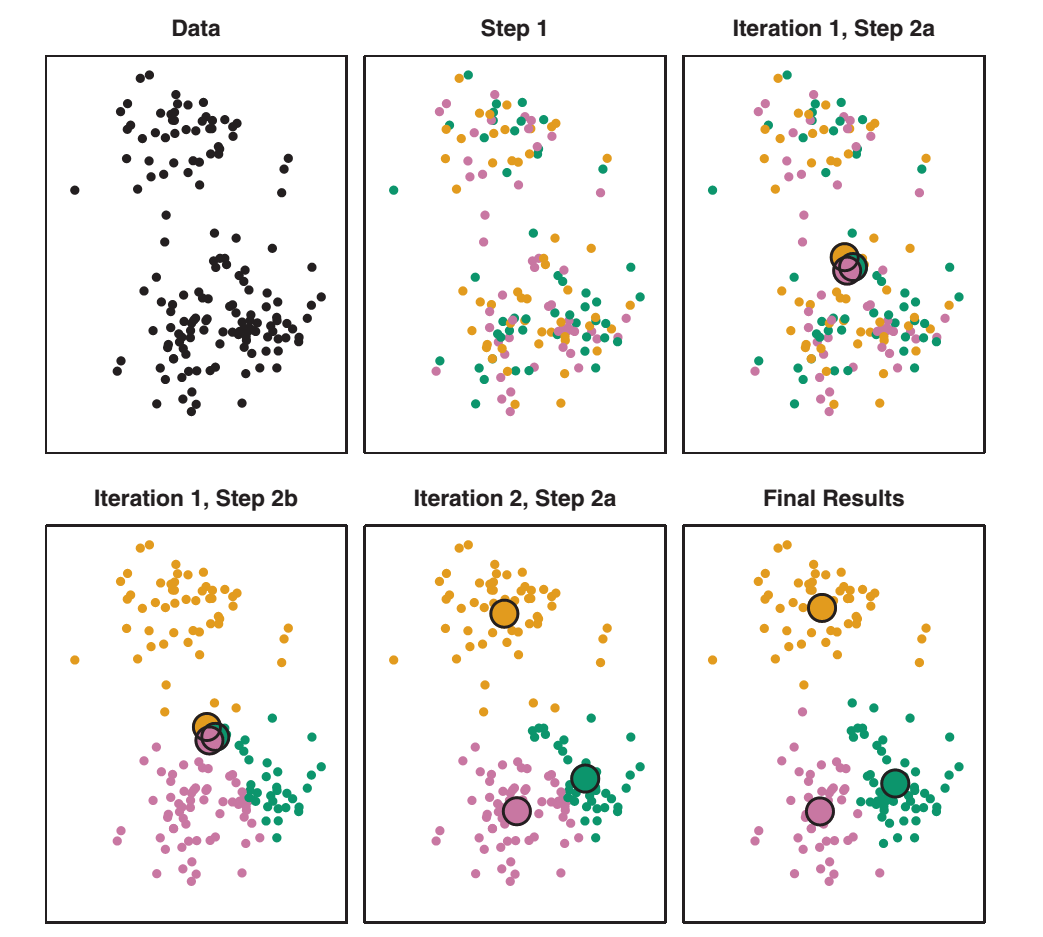 Data
Step 1
Iteration 1, Step 2a
Iteration 1, Step 2b
Iteration 2, Step 2a
Final Results